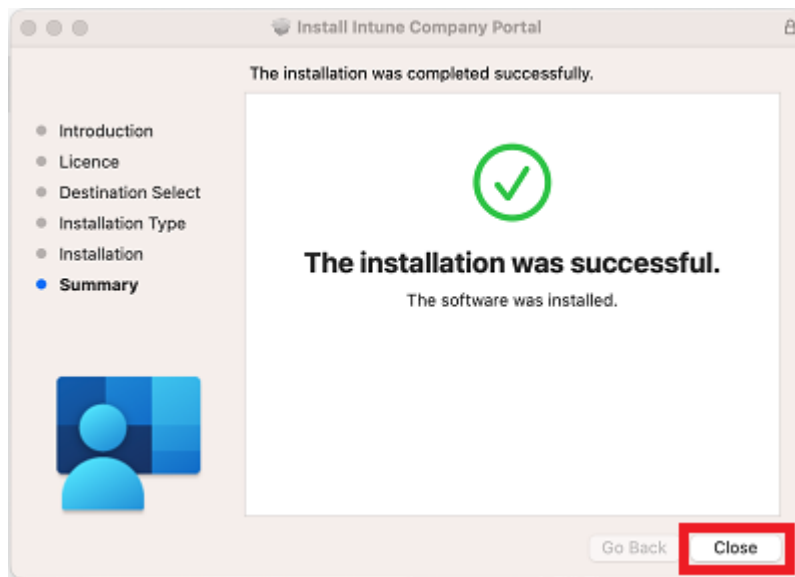 Install Intune Company Portal
The installation was completed successfully.
Introduction
Licence
Destination Select
Installation Type
Installation
Summary
The installation was successful.
The software was installed.
Go Back
Close